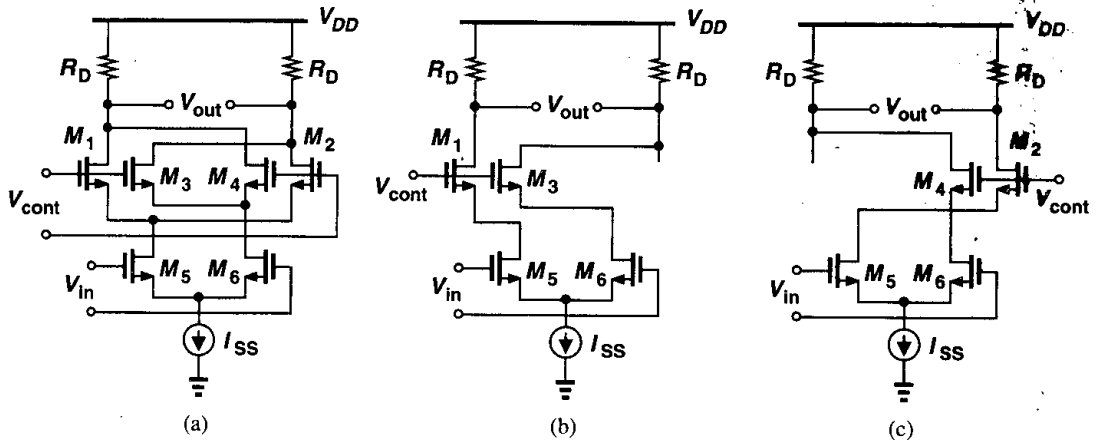 V_DD
R_D R_D
V_out
M_1 M_2
M_3 M_4
V_cont
V_in M_5 M_6
I_SS
(a)
V_DD
R_D R_D
V_out
M_1
M_3
V_cont
V_in M_5 M_6
I_SS
(b)
V_DD
R_D R_D
V_out
M_2
M_4
V_cont
V_in M_5 M_6
I_SS
(c)